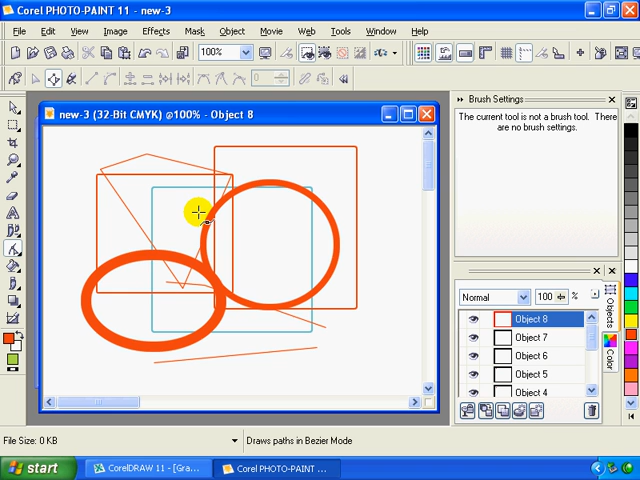 Corel PHOTO-PAINT 11 - new-3
File Edit View Image Effects Mask Object Movie Web Tools Window Help
100%
0
new-3 (32-Bit CMYK) @100% - Object 8
Brush Settings
The current tool is not a brush tool. There are no brush settings.
Normal 100 %
Object 8
Object 7
Object 6
Object 5
Object 4
Objects
Color
File Size: 0 KB Draws paths in Bezier Mode
start CorelDRAW 11 - [Gra... Corel PHOTO-PAINT ...